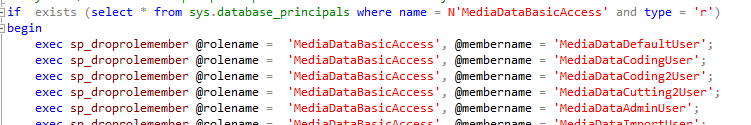 if exists (select * from sys.database_principals where name = N'MediaDataBasicAccess' and type = 'r')
begin
exec sp_droprolemember @rolename = 'MediaDataBasicAccess', @membername = 'MediaDataDefaultUser';
exec sp_droprolemember @rolename = 'MediaDataBasicAccess', @membername = 'MediaDataCodingUser';
exec sp_droprolemember @rolename = 'MediaDataBasicAccess', @membername = 'MediaDataCoding2User';
exec sp_droprolemember @rolename = 'MediaDataBasicAccess', @membername = 'MediaDataCutting2User';
exec sp_droprolemember @rolename = 'MediaDataBasicAccess', @membername = 'MediaDataAdminUser';
exec sp_droprolemember @rolename = 'MediaDataBasicAccess', @membername = 'MediaDataImportUser';